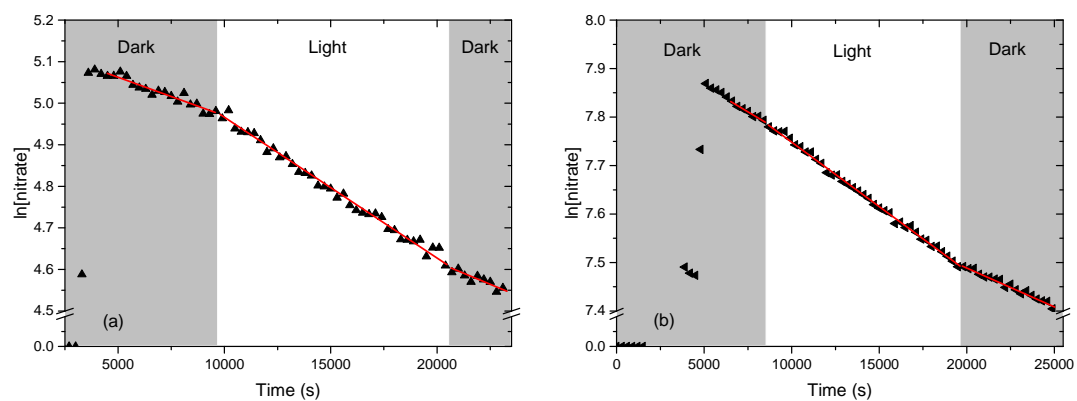 5.2
5.1
5.0
4.9
4.8
4.7
4.6
4.5
0.0
ln[nitrate]
Dark
Light
Dark
(a)
5000
10000
15000
20000
Time (s)
8.0
7.9
7.8
7.7
7.6
7.5
7.4
0.0
ln[nitrate]
Dark
Light
Dark
(b)
0
5000
10000
15000
20000
25000
Time (s)